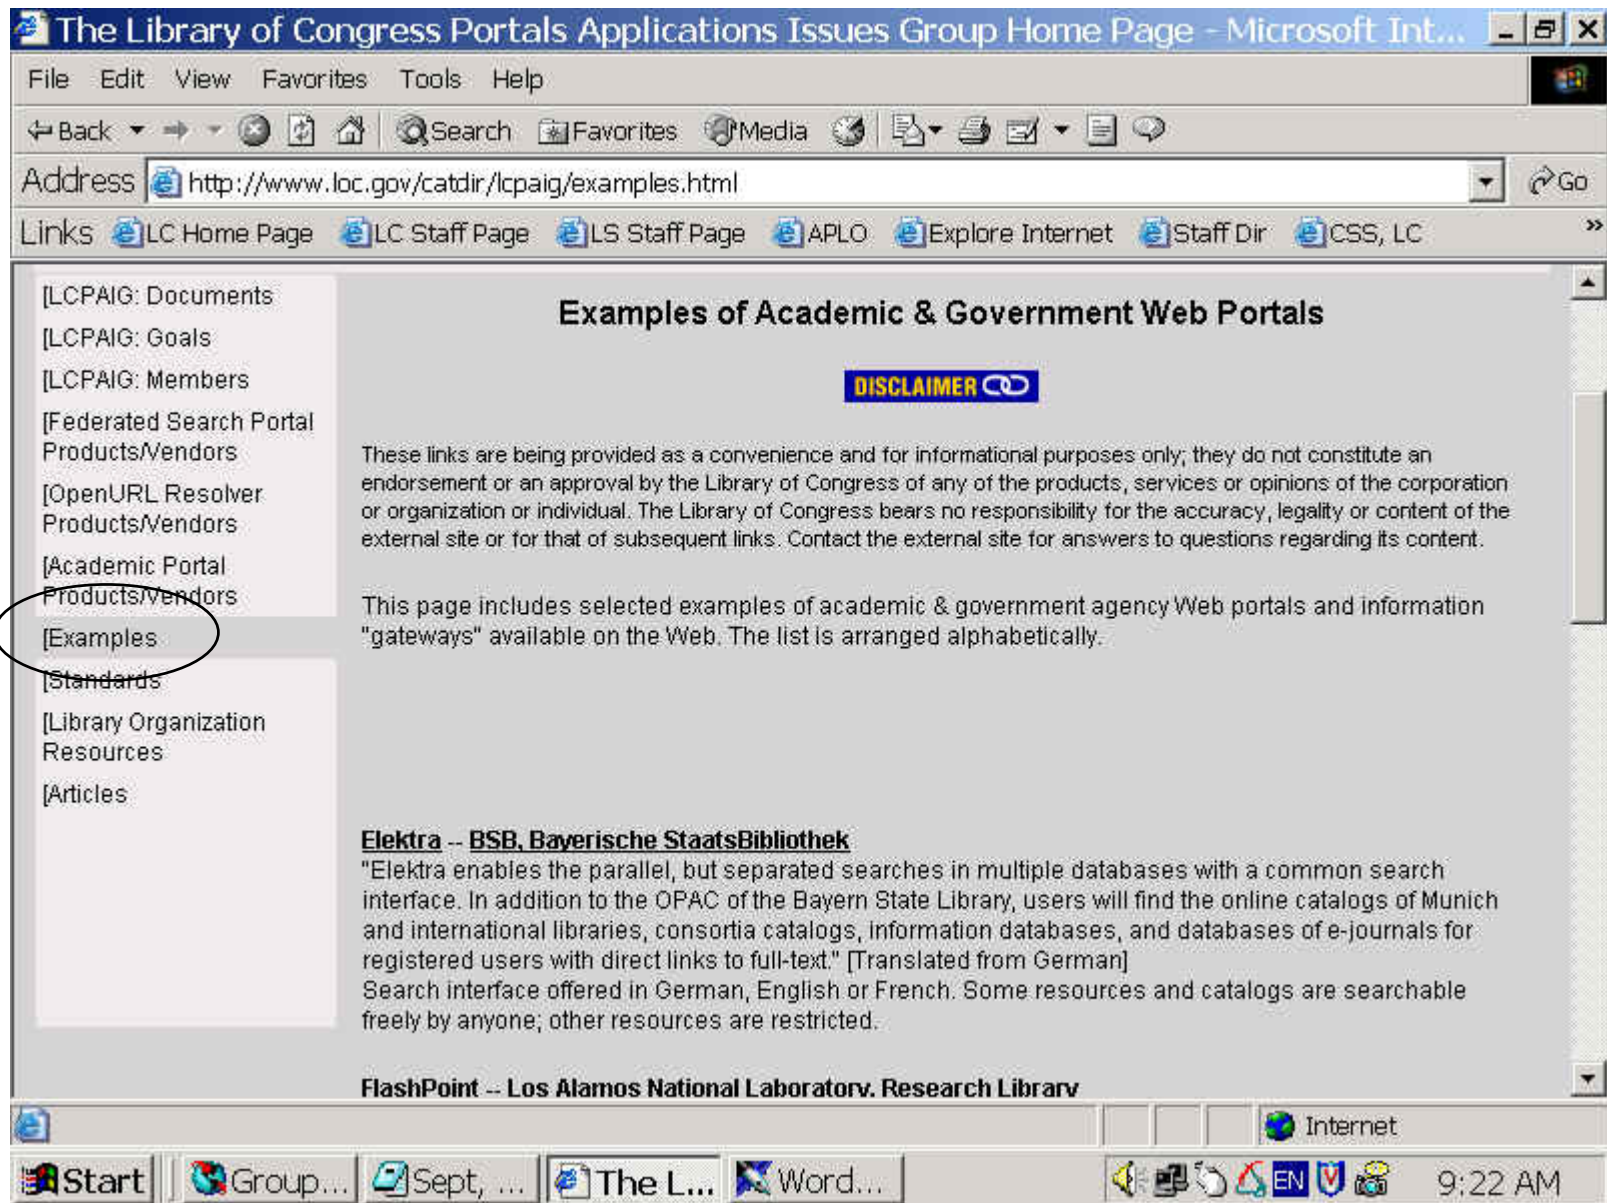 The Library of Congress Portals Applications Issues Group Home Page - Microsoft Int...
File Edit View Favorites Tools Help
Back Search Favorites Media
Address http://www.loc.gov/catdir/lcpaig/examples.html Go
Links LC Home Page LC Staff Page LS Staff Page APLO Explore Internet Staff Dir CSS, LC »
[LCPAIG: Documents
[LCPAIG: Goals
[LCPAIG: Members
[Federated Search Portal
Products/Vendors
[OpenURL Resolver
Products/Vendors
[Academic Portal
Products/Vendors
[Examples
[Standards
[Library Organization
Resources
[Articles
Examples of Academic & Government Web Portals
DISCLAIMER
These links are being provided as a convenience and for informational purposes only; they do not constitute an
endorsement or an approval by the Library of Congress of any of the products, services or opinions of the corporation
or organization or individual. The Library of Congress bears no responsibility for the accuracy, legality or content of the
external site or for that of subsequent links. Contact the external site for answers to questions regarding its content.
This page includes selected examples of academic & government agency Web portals and information
"gateways" available on the Web. The list is arranged alphabetically.
Elektra -- BSB, Bayerische StaatsBibliothek
"Elektra enables the parallel, but separated searches in multiple databases with a common search
interface. In addition to the OPAC of the Bayern State Library, users will find the online catalogs of Munich
and international libraries, consortia catalogs, information databases, and databases of e-journals for
registered users with direct links to full-text." [Translated from German]
Search interface offered in German, English or French. Some resources and catalogs are searchable
freely by anyone; other resources are restricted.
FlashPoint -- Los Alamos National Laboratory, Research Library
Internet
Start Group... Sept, ... The L... Word... EN 9:22 AM